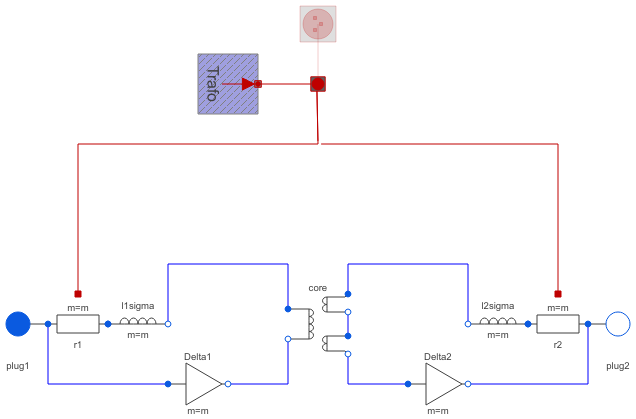 Trafo
core
m=m
l1sigma
l2sigma
m=m
m=m
m=m
r1
r2
plug1
Delta1
Delta2
plug2
m=m
m=m